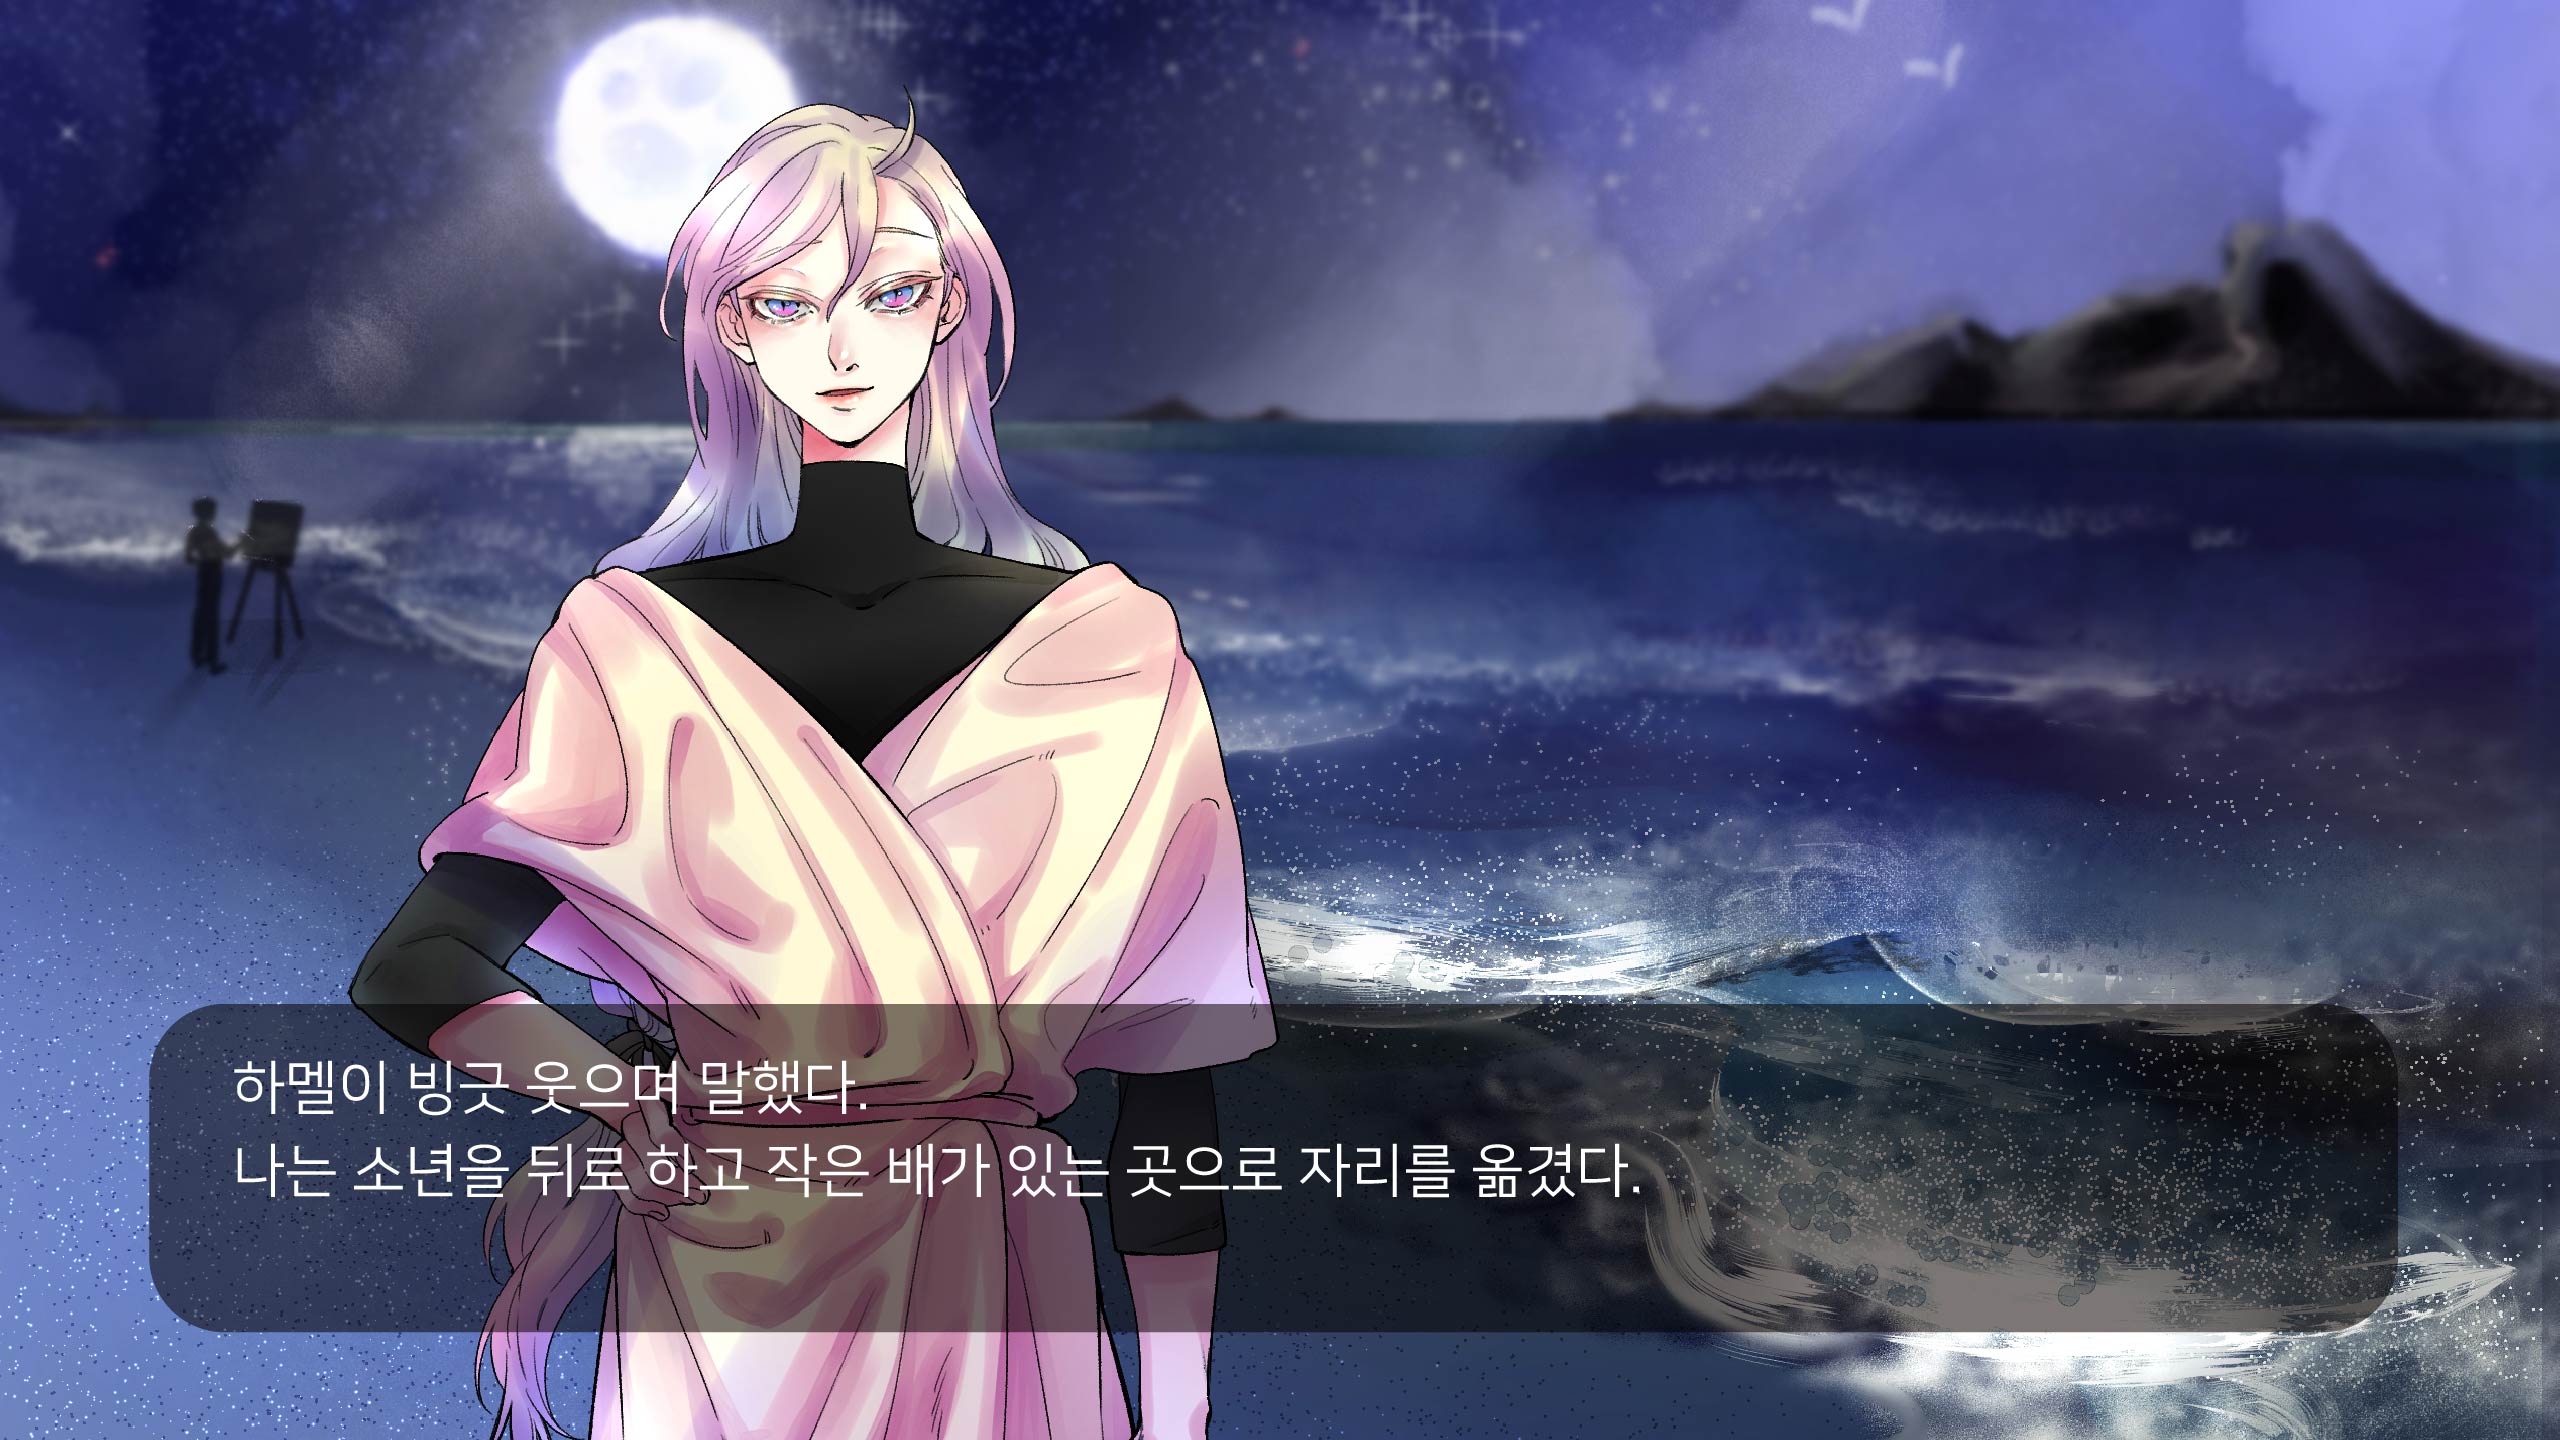 하멜이 빙긋 웃으며 말했다.
나는 소년을 뒤로 하고 작은 배가 있는 곳으로 자리를 옮겼다.